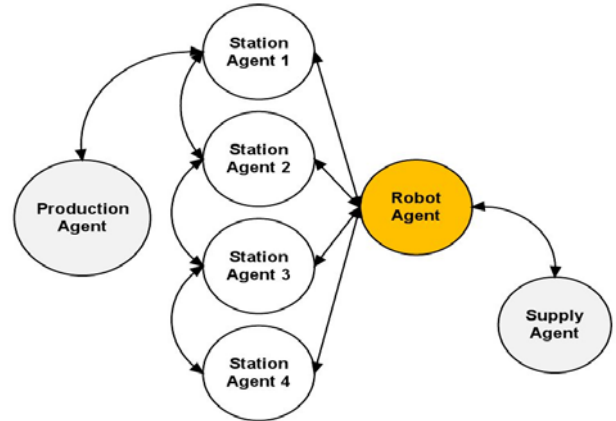 Station
Agent 1
Station
Agent 2
Production
Agent
Robot
Agent
Station
Agent 3
Supply
Agent
Station
Agent 4